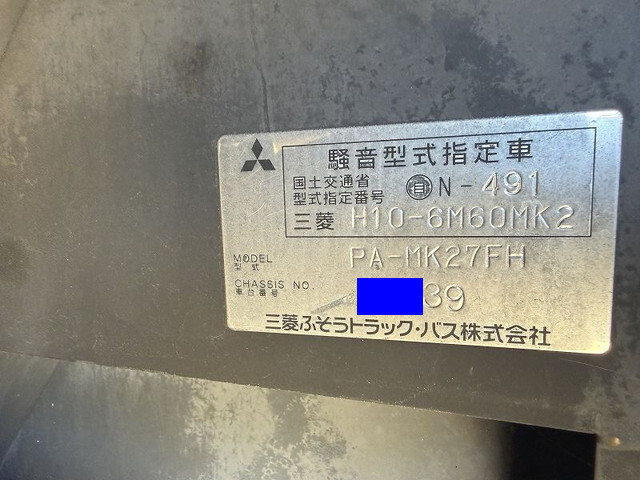 騒音型式指定車
国土交通省
型式指定番号 自 N-491
三菱 H10-6M60MK2
MODEL
型式 PA-MK27FH
CHASSIS NO.
車台番号 39
三菱ふそうトラック・バス株式会社